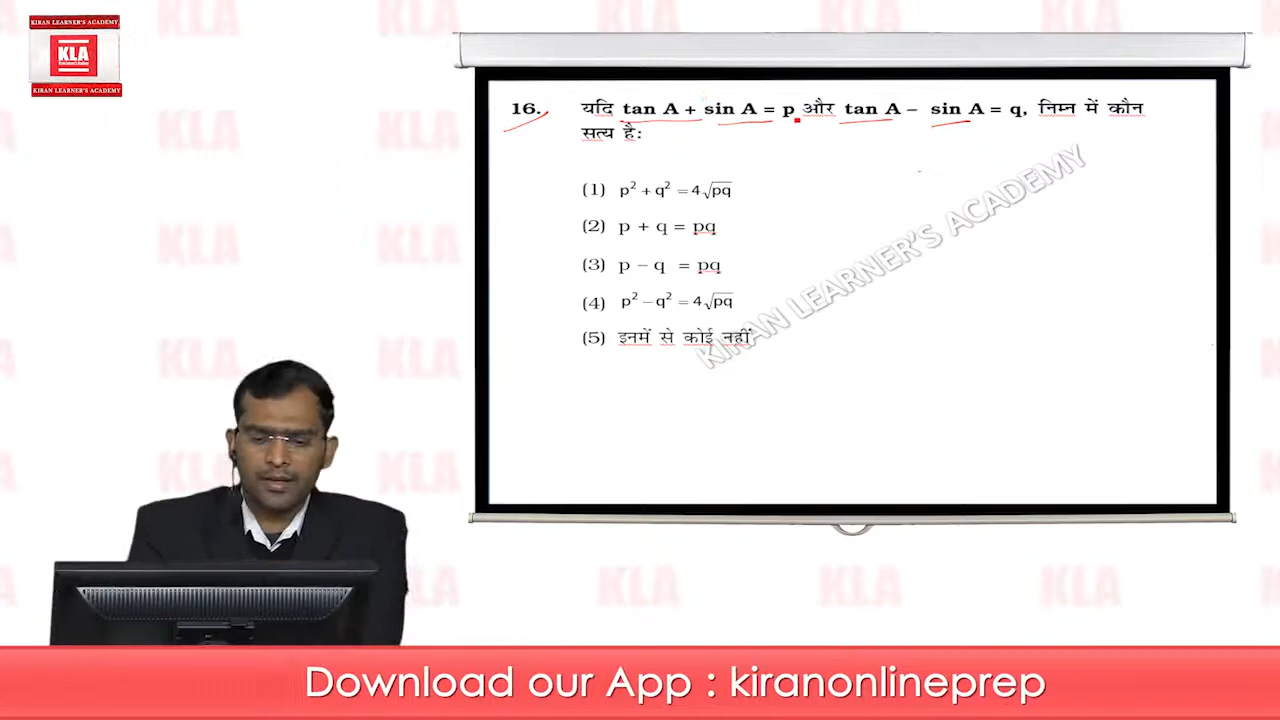 KIRAN LEARNER'S ACADEMY
KLA
KIRAN LEARNER'S ACADEMY
16. यदि tan A + sin A = p और tan A – sin A = q, निम्न में कौन
सत्य है:
(1) p² + q² = 4√pq
(2) p + q = pq
(3) p – q = pq
(4) p² – q² = 4√pq
(5) इनमें से कोई नहीं
KIRAN LEARNER'S ACADEMY
Download our App : kiranonlineprep